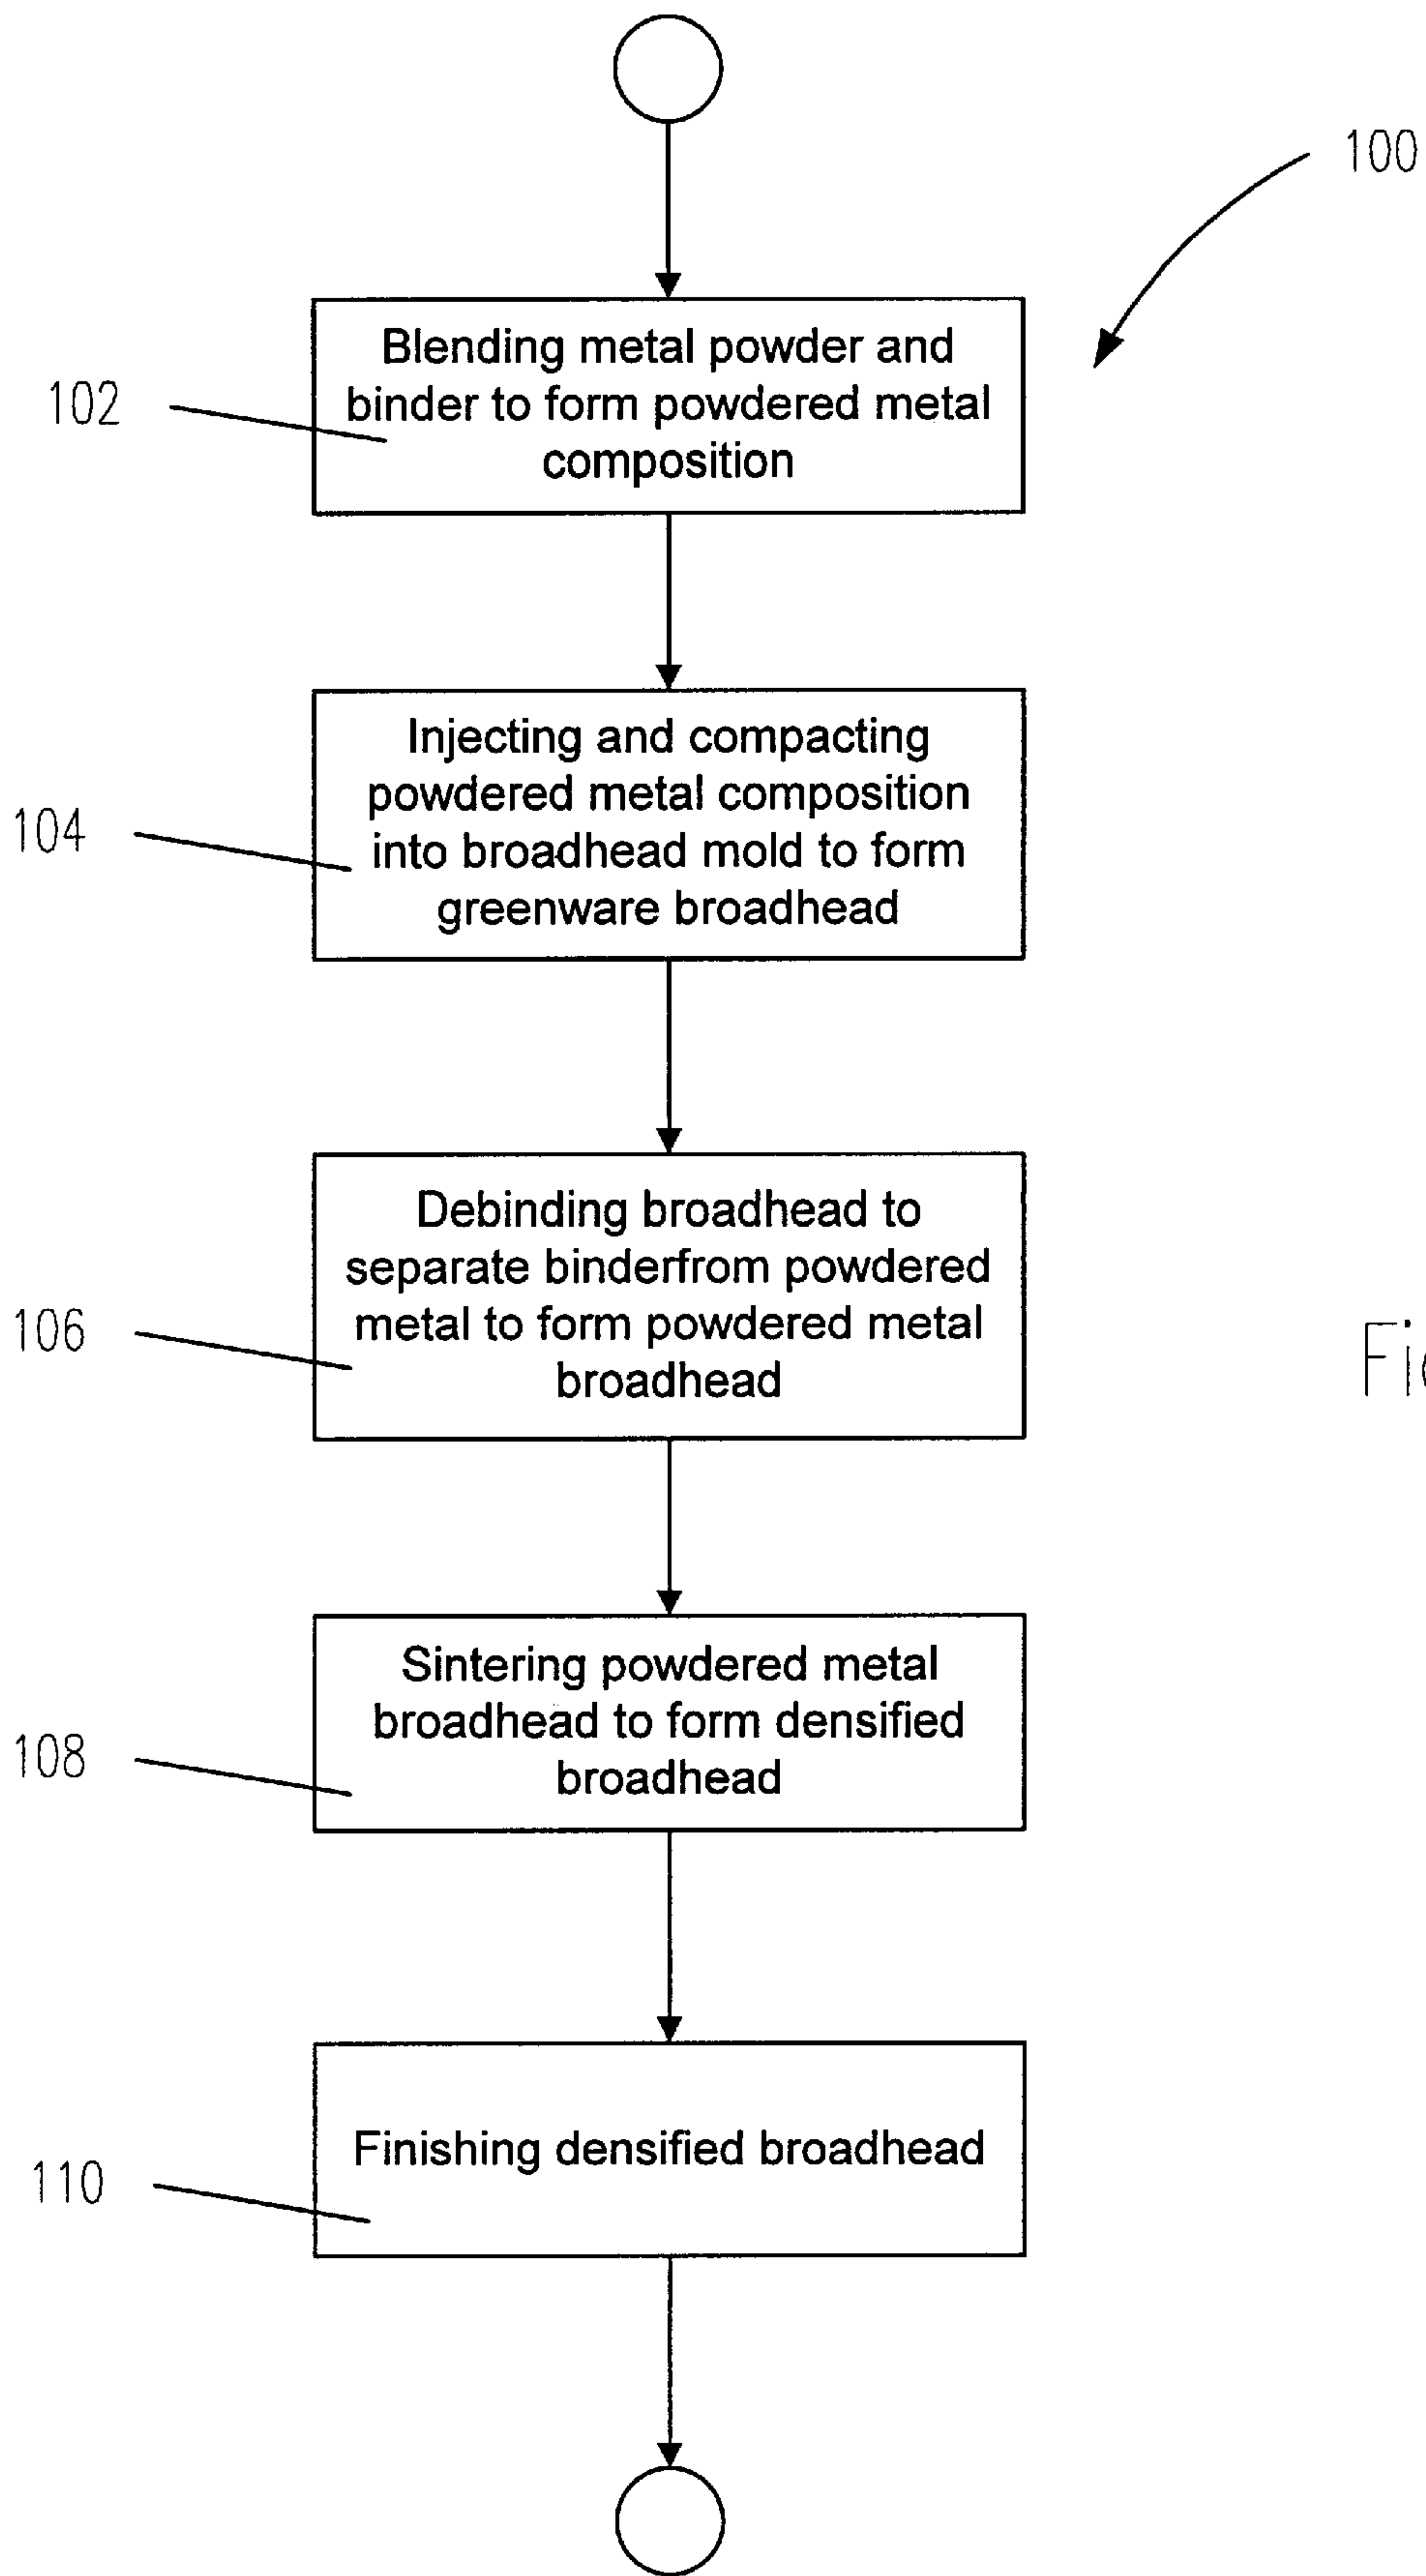 100
102
Blending metal powder and
binder to form powdered metal
composition
104
Injecting and compacting
powdered metal composition
into broadhead mold to form
greenware broadhead
106
Debinding broadhead to
separate binderfrom powdered
metal to form powdered metal
broadhead
108
Sintering powdered metal
broadhead to form densified
broadhead
110
Finishing densified broadhead